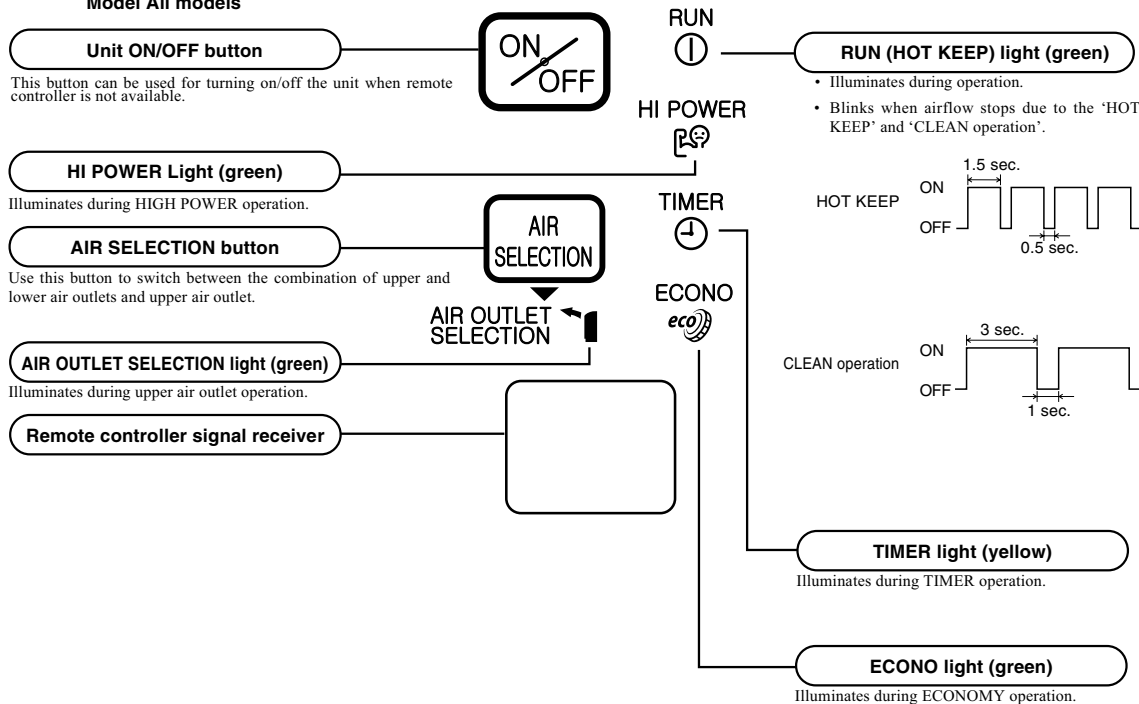 Model All models
Unit ON/OFF button
This button can be used for turning on/off the unit when remote
controller is not available.
HI POWER Light (green)
Illuminates during HIGH POWER operation.
AIR SELECTION button
Use this button to switch between the combination of upper and
lower air outlets and upper air outlet.
AIR OUTLET SELECTION light (green)
Illuminates during upper air outlet operation.
Remote controller signal receiver
ON
OFF
AIR
SELECTION
AIR OUTLET
SELECTION
RUN
HI POWER
TIMER
ECONO
eco
RUN (HOT KEEP) light (green)
• Illuminates during operation.
• Blinks when airflow stops due to the ‘HOT
KEEP’ and ‘CLEAN operation’.
1.5 sec.
HOT KEEP
ON
OFF
0.5 sec.
3 sec.
CLEAN operation
ON
OFF
1 sec.
TIMER light (yellow)
Illuminates during TIMER operation.
ECONO light (green)
Illuminates during ECONOMY operation.